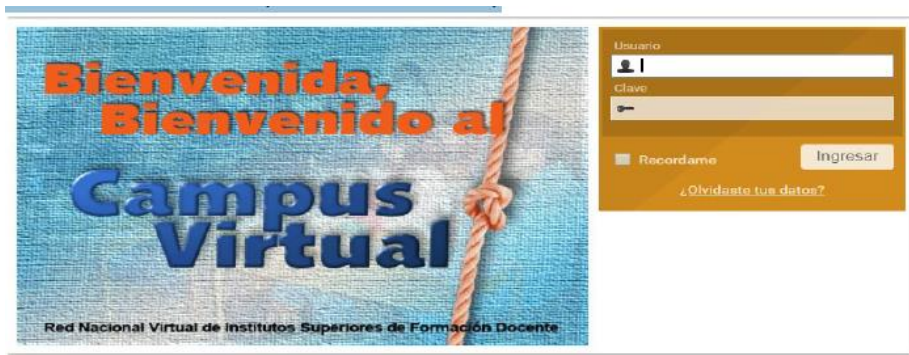 Bienvenida,
Bienvenido al
Campus
Virtual
Red Nacional Virtual de Institutos Superiores de Formación Docente
Usuario
Clave
Recordame
Ingresar
¿Olvidaste tus datos?